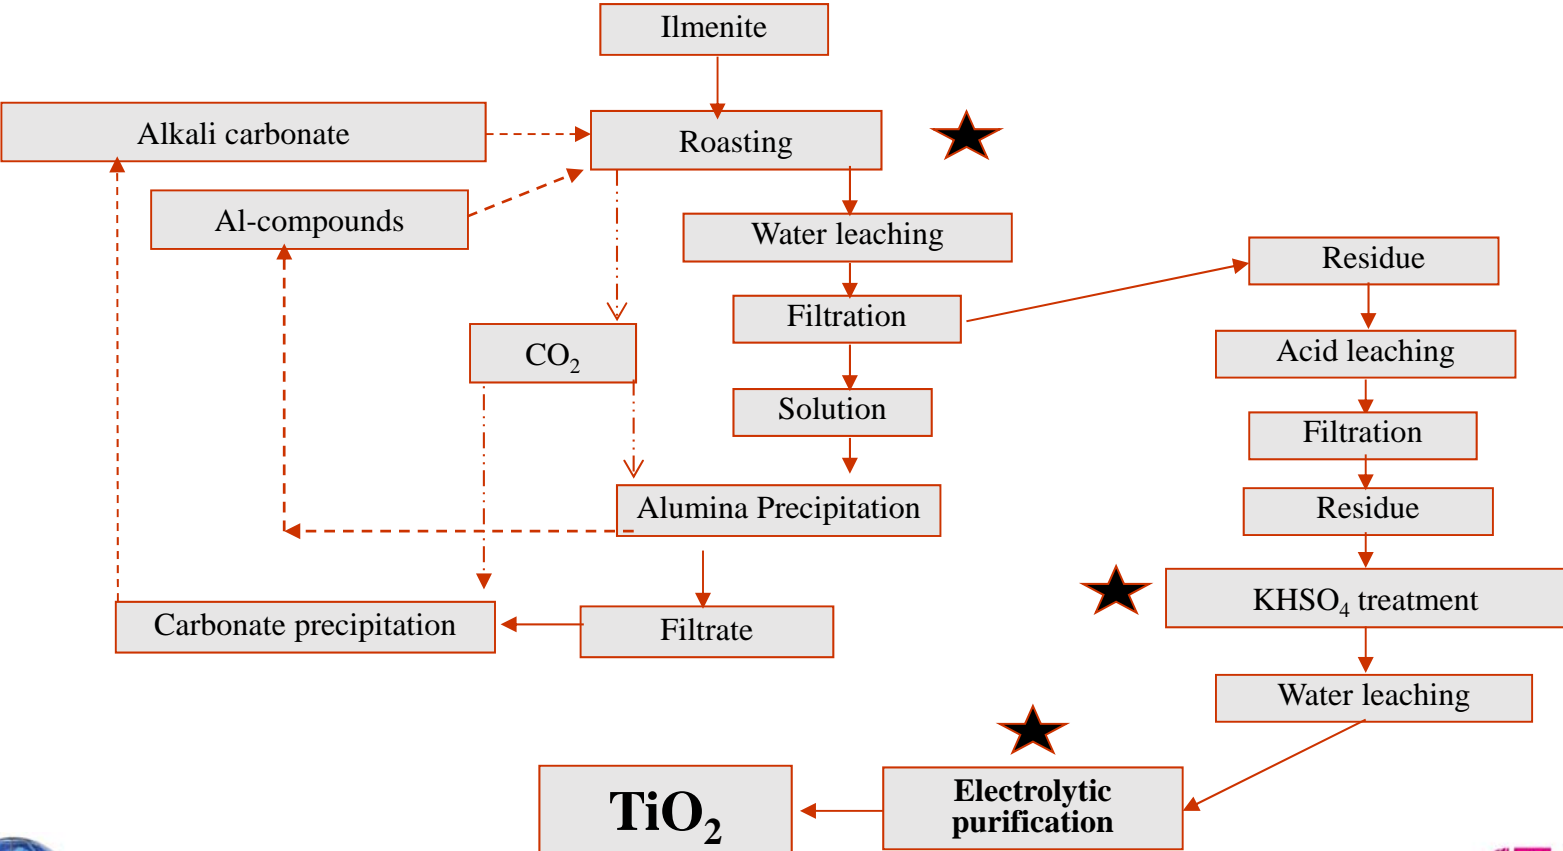 Ilmenite
Alkali carbonate
Roasting
Al-compounds
Water leaching
Residue
Filtration
CO₂
Acid leaching
Solution
Filtration
Alumina Precipitation
Residue
Carbonate precipitation
Filtrate
KHSO₄ treatment
Water leaching
TiO₂
Electrolytic
purification